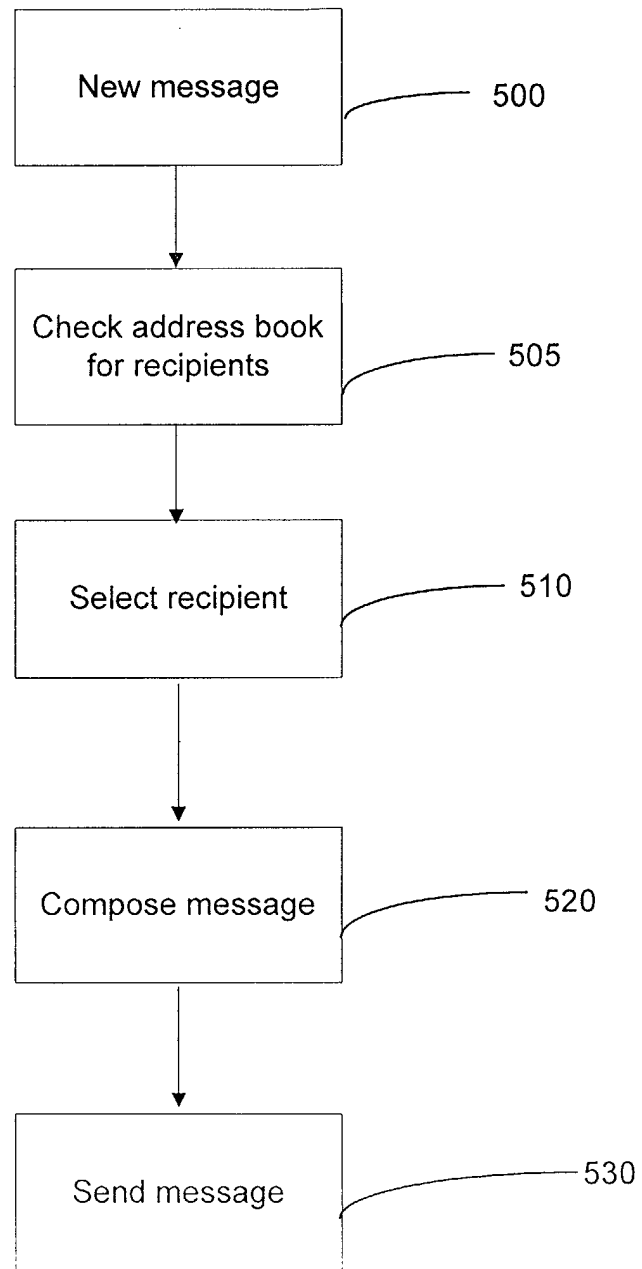 New message
500
Check address book
for recipients
505
Select recipient
510
Compose message
520
Send message
530